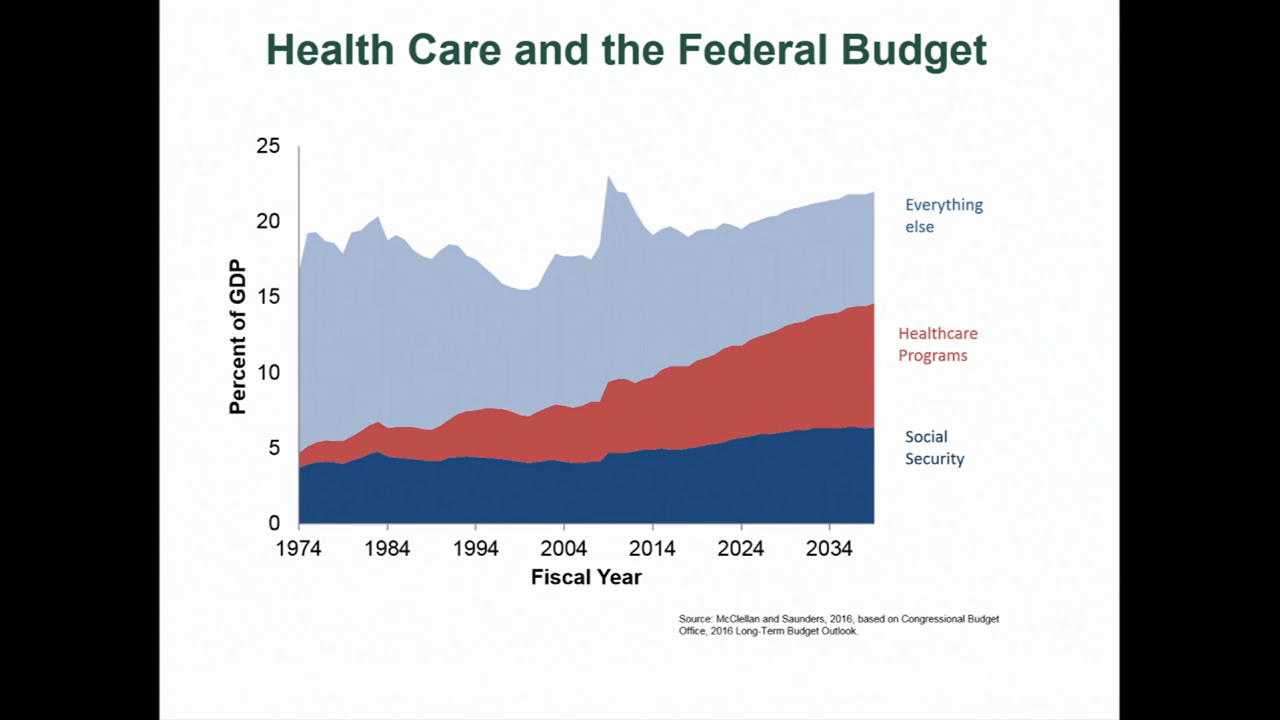 Health Care and the Federal Budget
25
20
15
10
5
0
Percent of GDP
1974 1984 1994 2004 2014 2024 2034
Fiscal Year
Everything
else
Healthcare
Programs
Social
Security
Source: McClellan and Saunders, 2016, based on Congressional Budget
Office, 2016 Long-Term Budget Outlook.